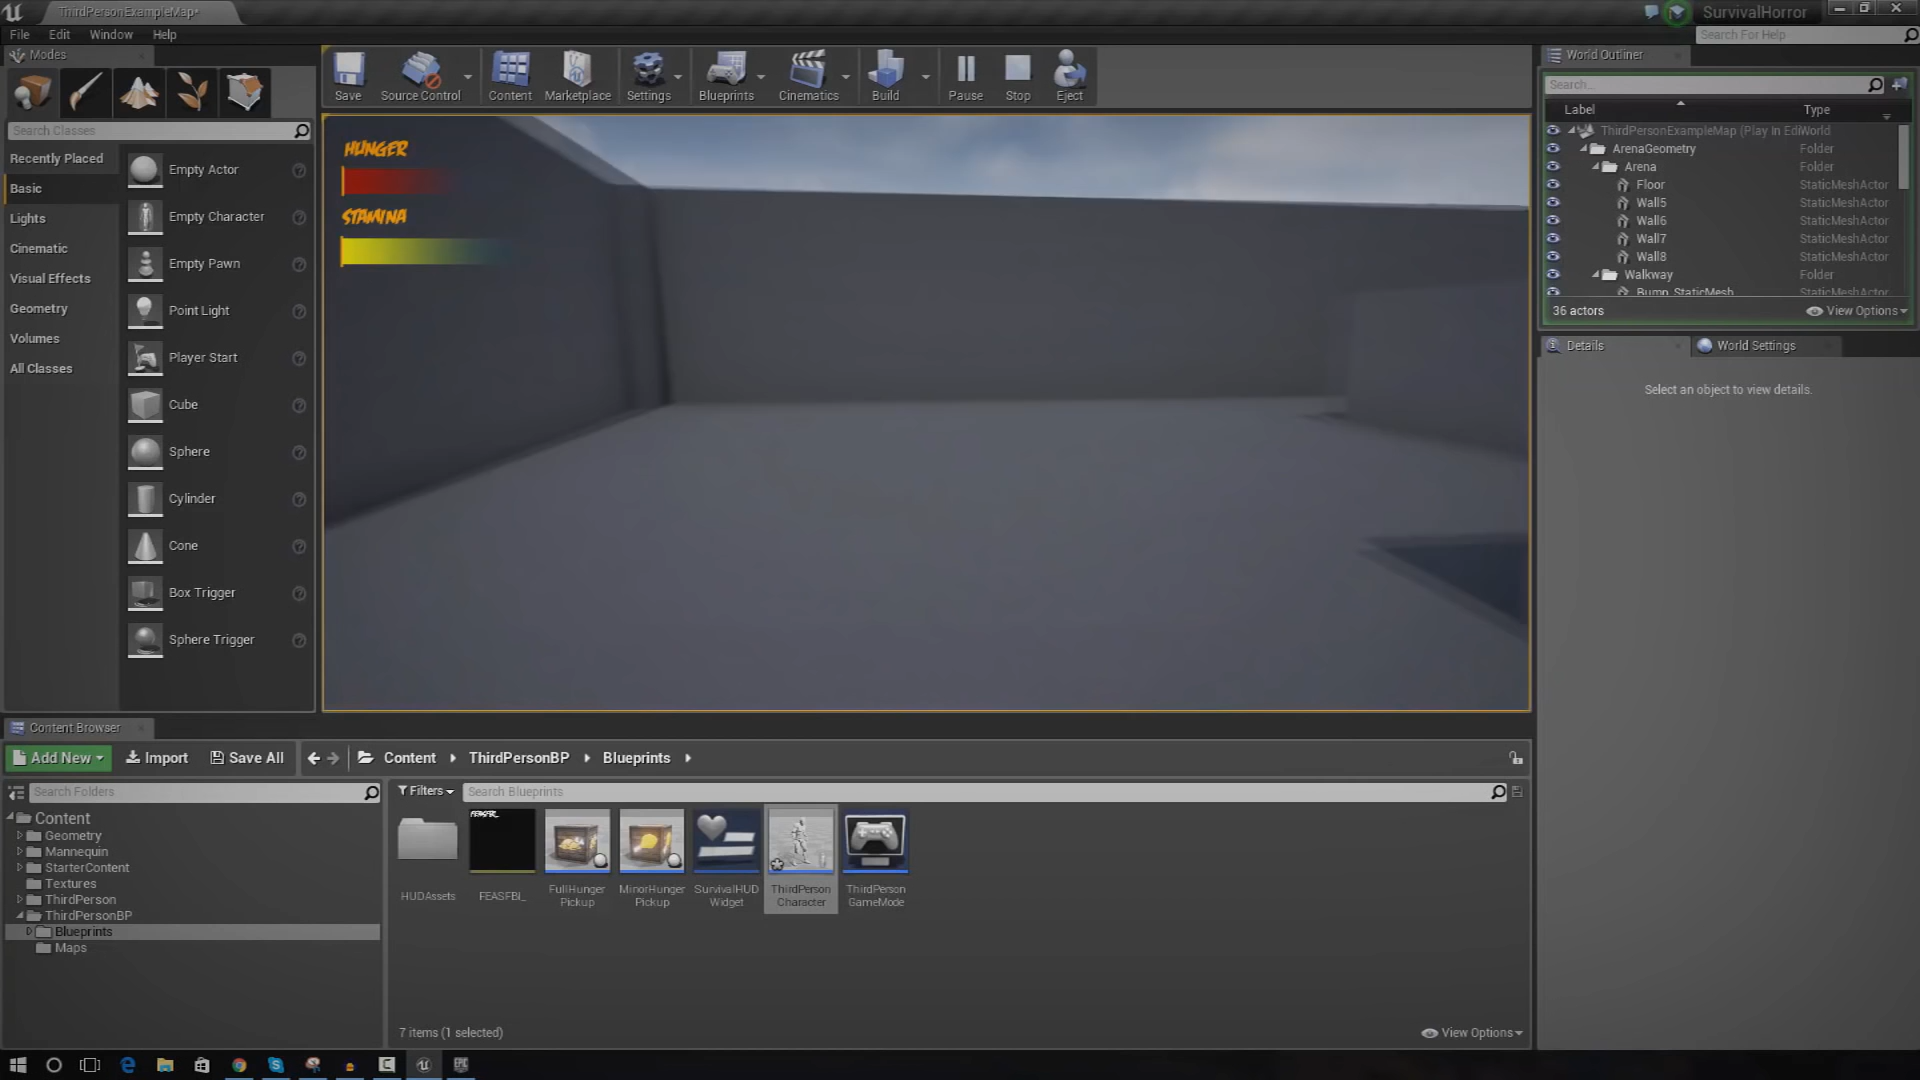 ThirdPersonExampleMap*
SurvivalHorror
File Edit Window Help
Search For Help
Modes
Save
Source Control
Content
Marketplace
Settings
Blueprints
Cinematics
Build
Pause
Stop
Eject
World Outliner
Search...
Label Type
ThirdPersonExampleMap (Play In Edi World
ArenaGeometry Folder
Arena Folder
Floor StaticMeshActor
Wall5 StaticMeshActor
Wall6 StaticMeshActor
Wall7 StaticMeshActor
Wall8 StaticMeshActor
Walkway Folder
Bump_StaticMesh StaticMeshActor
36 actors View Options
Details World Settings
Select an object to view details.
Search Classes
Recently Placed
Basic
Lights
Cinematic
Visual Effects
Geometry
Volumes
All Classes
Empty Actor
Empty Character
Empty Pawn
Point Light
Player Start
Cube
Sphere
Cylinder
Cone
Box Trigger
Sphere Trigger
HUNGER
STAMINA
Content Browser
Add New Import Save All Content ThirdPersonBP Blueprints
Search Folders
Filters Search Blueprints
Content
Geometry
Mannequin
StarterContent
Textures
ThirdPerson
ThirdPersonBP
Blueprints
Maps
HUDAssets
FEASFBI_
FullHunger
Pickup
MinorHunger
Pickup
SurvivalHUD
Widget
ThirdPerson
Character
ThirdPerson
GameMode
7 items (1 selected)
View Options